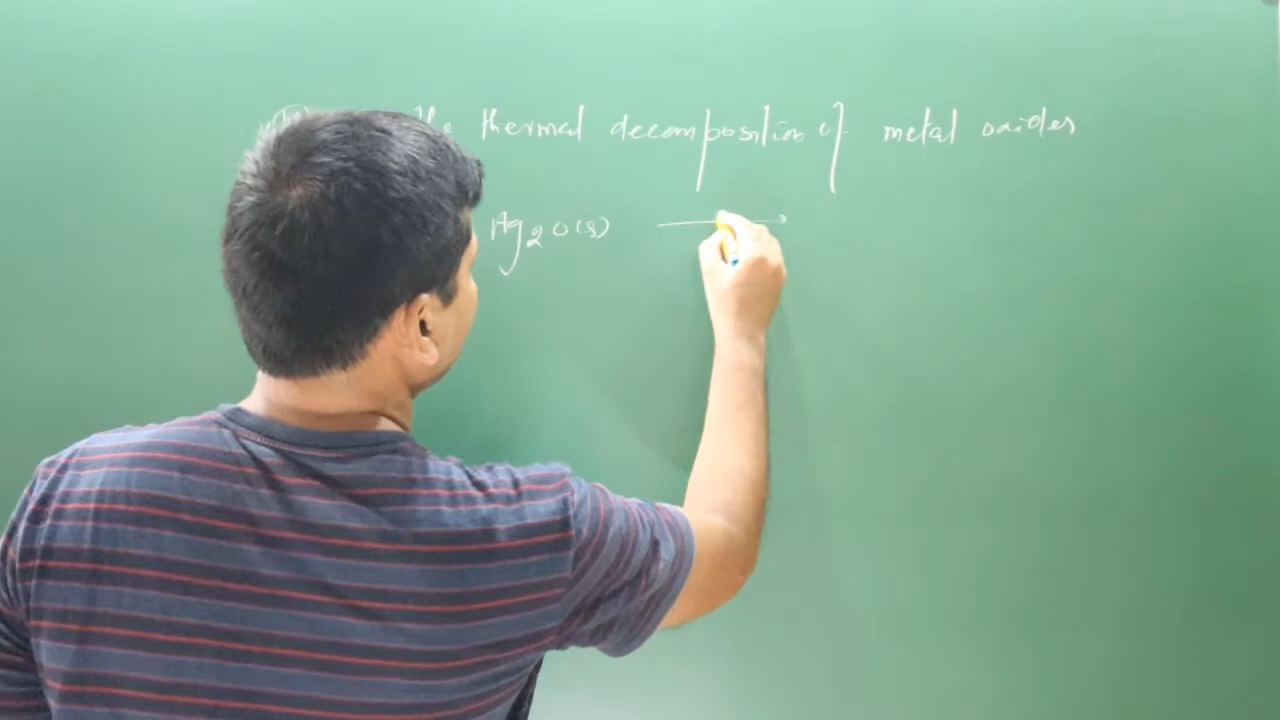 the thermal decomposition of metal oxides
Ag2O(s) →